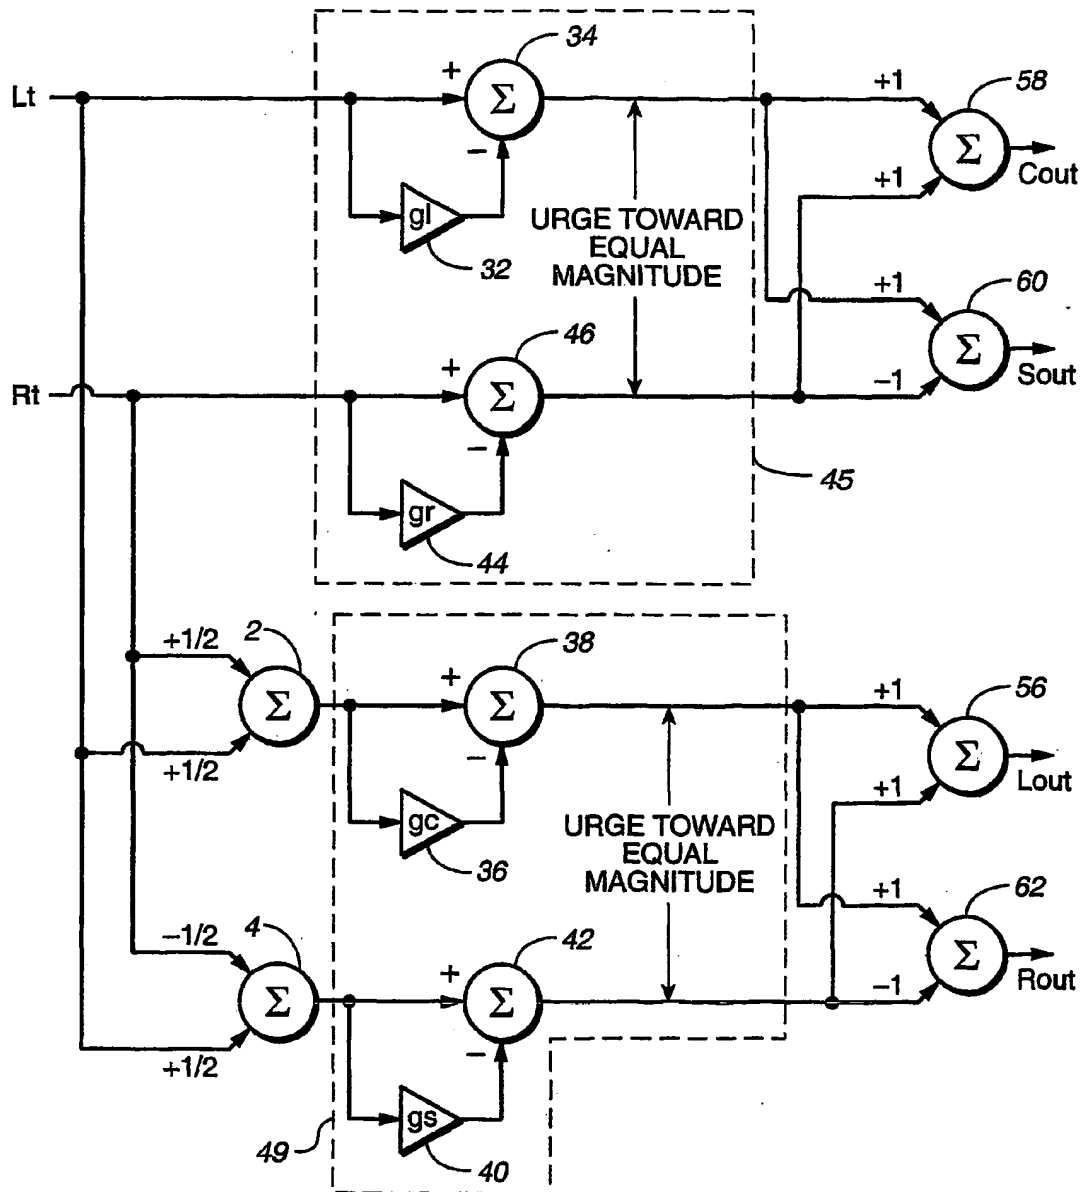 34
+
Σ
Lt
−
gl
32
URGE TOWARD
EQUAL
MAGNITUDE
+1
58
Σ
Cout
+1
+1
60
Σ
Sout
−1
46
+
Σ
Rt
−
gr
44
45
2
+1/2
Σ
+1/2
38
+
Σ
−
gc
36
URGE TOWARD
EQUAL
MAGNITUDE
+1
56
Σ
Lout
+1
+1
62
Σ
Rout
−1
4
−1/2
Σ
+1/2
42
+
Σ
−
gs
40
49